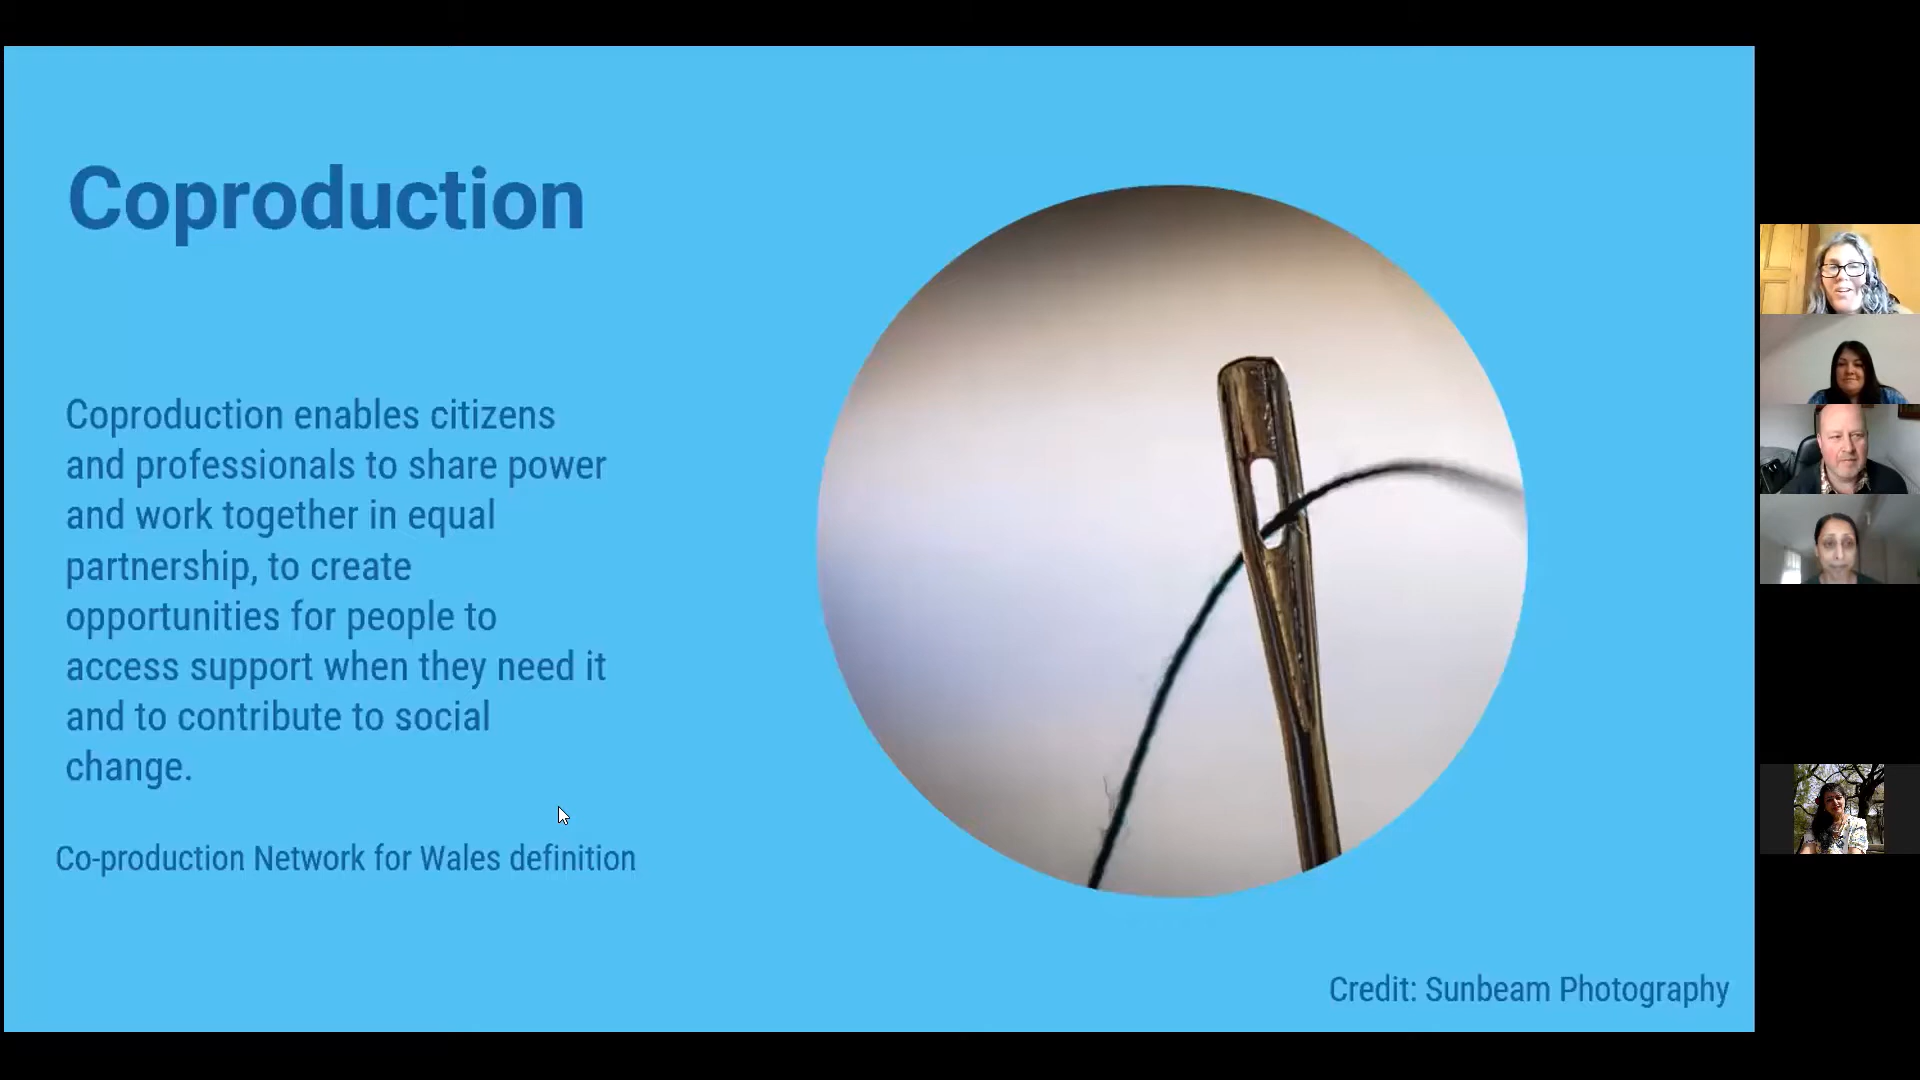 Coproduction
Coproduction enables citizens
and professionals to share power
and work together in equal
partnership, to create
opportunities for people to
access support when they need it
and to contribute to social
change.
Co-production Network for Wales definition
Credit: Sunbeam Photography